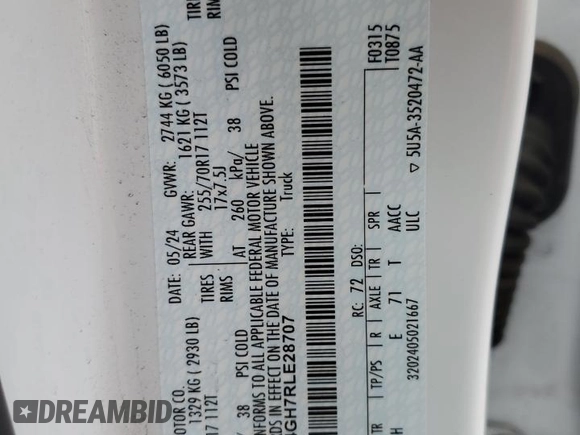 DATE: 05/24 GVWR: 2744 KG ( 6050 LB)
OTOR CO.
1329 KG ( 2930 LB) REAR GAWR: 1621 KG ( 3573 LB)
17 112T TIRES WITH 255/70R17 112T TIRE
RIMS 17x7.5J RIM
38 PSI COLD AT 260 kPa/ 38 PSI COLD
NFORMS TO ALL APPLICABLE FEDERAL MOTOR VEHICLE
DS IN EFFECT ON THE DATE OF MANUFACTURE SHOWN ABOVE.
GH7RLE28707 TYPE: Truck
F0315
T0875
RC: 72 DSO:
TR TP/PS R AXLE TR SPR
H E 71 T AACC
ULC
3202405021667 5U5A-3520472-AA
DREAMBID